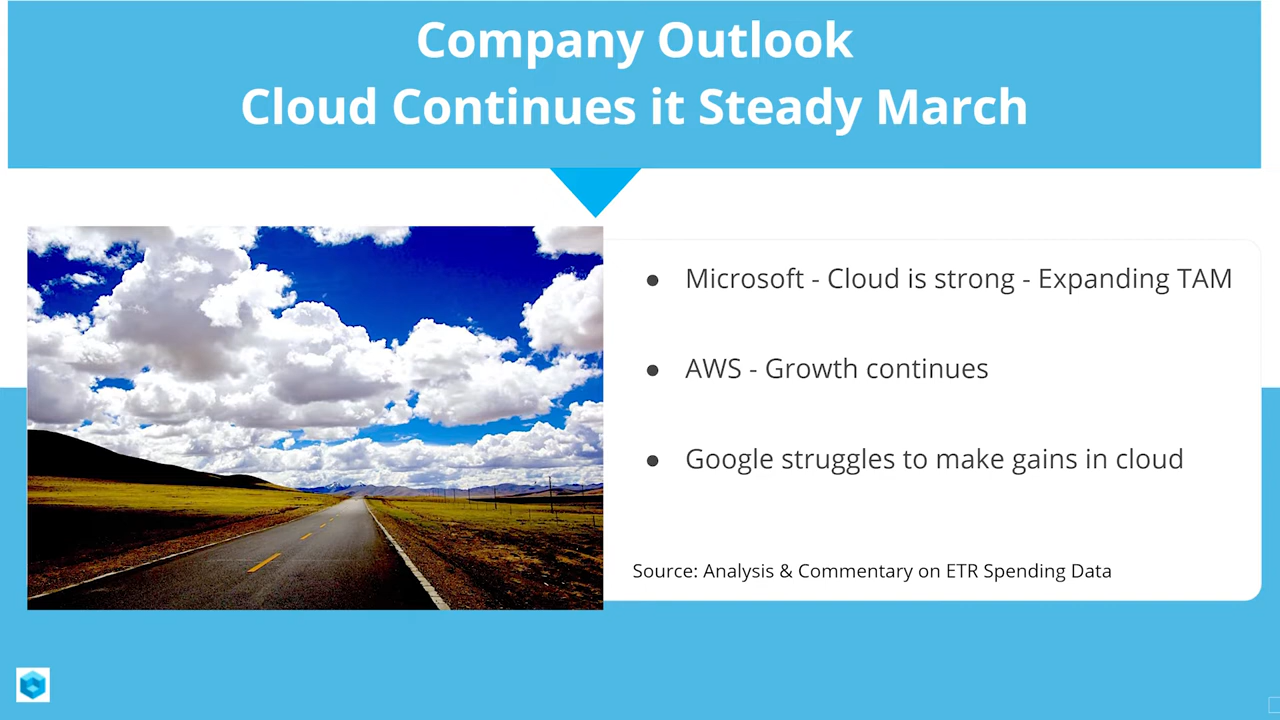 Company Outlook
Cloud Continues it Steady March
● Microsoft - Cloud is strong - Expanding TAM
● AWS - Growth continues
● Google struggles to make gains in cloud
Source: Analysis & Commentary on ETR Spending Data